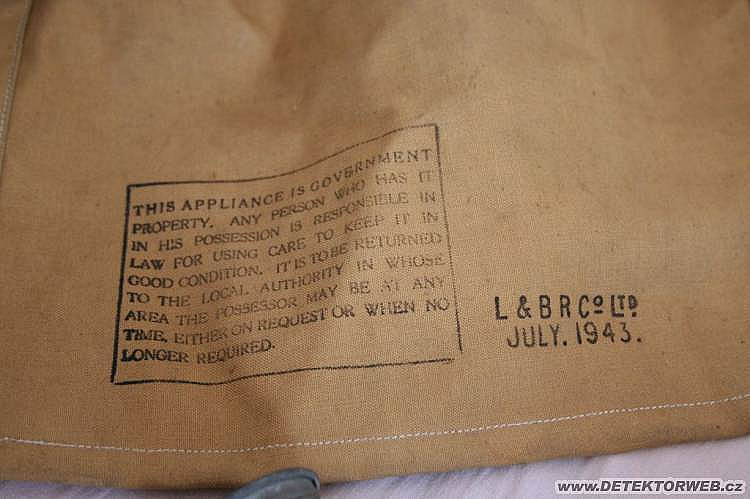 THIS APPLIANCE IS GOVERNMENT
PROPERTY. ANY PERSON WHO HAS IT
IN HIS POSSESSION IS RESPONSIBLE IN
LAW FOR USING CARE TO KEEP IT IN
GOOD CONDITION. IT IS TO BE RETURNED
TO THE LOCAL AUTHORITY IN WHOSE
AREA THE POSSESSOR MAY BE AT ANY
TIME, EITHER ON REQUEST OR WHEN NO
LONGER REQUIRED.
L & B R Co LTD
JULY. 1943.
www.DETEKTORWEB.cz